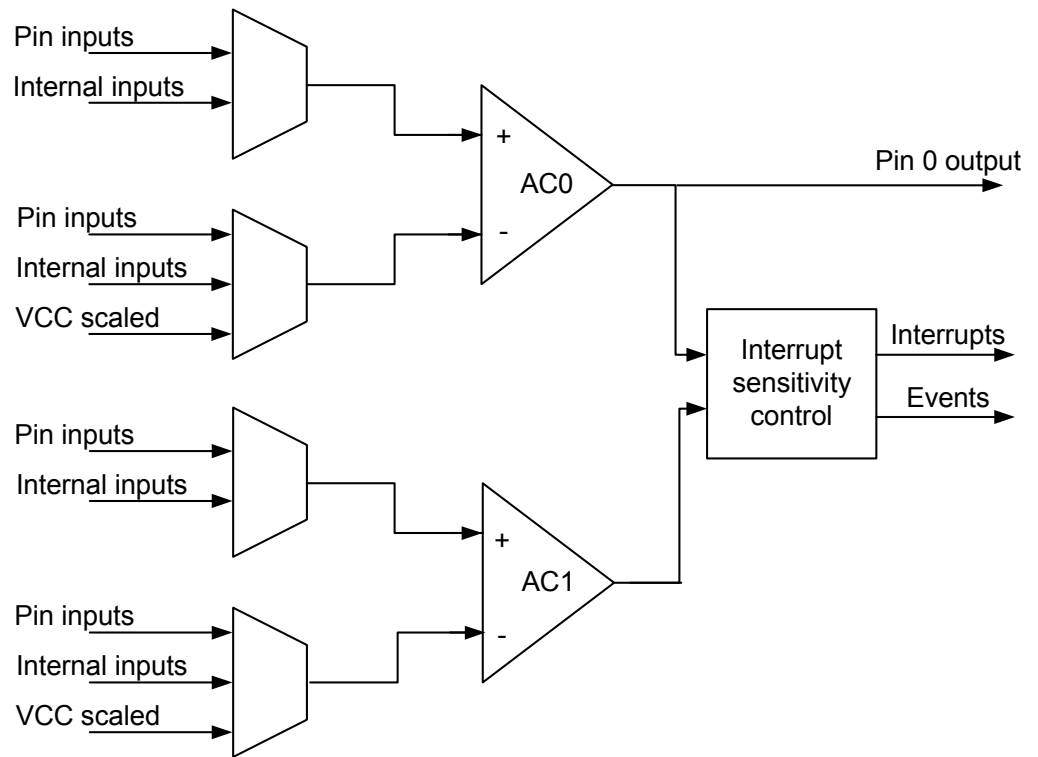 Pin inputs
Internal inputs
+
AC0
-
Pin 0 output
Pin inputs
Internal inputs
VCC scaled
Interrupt
sensitivity
control
Interrupts
Events
Pin inputs
Internal inputs
+
AC1
-
Pin inputs
Internal inputs
VCC scaled